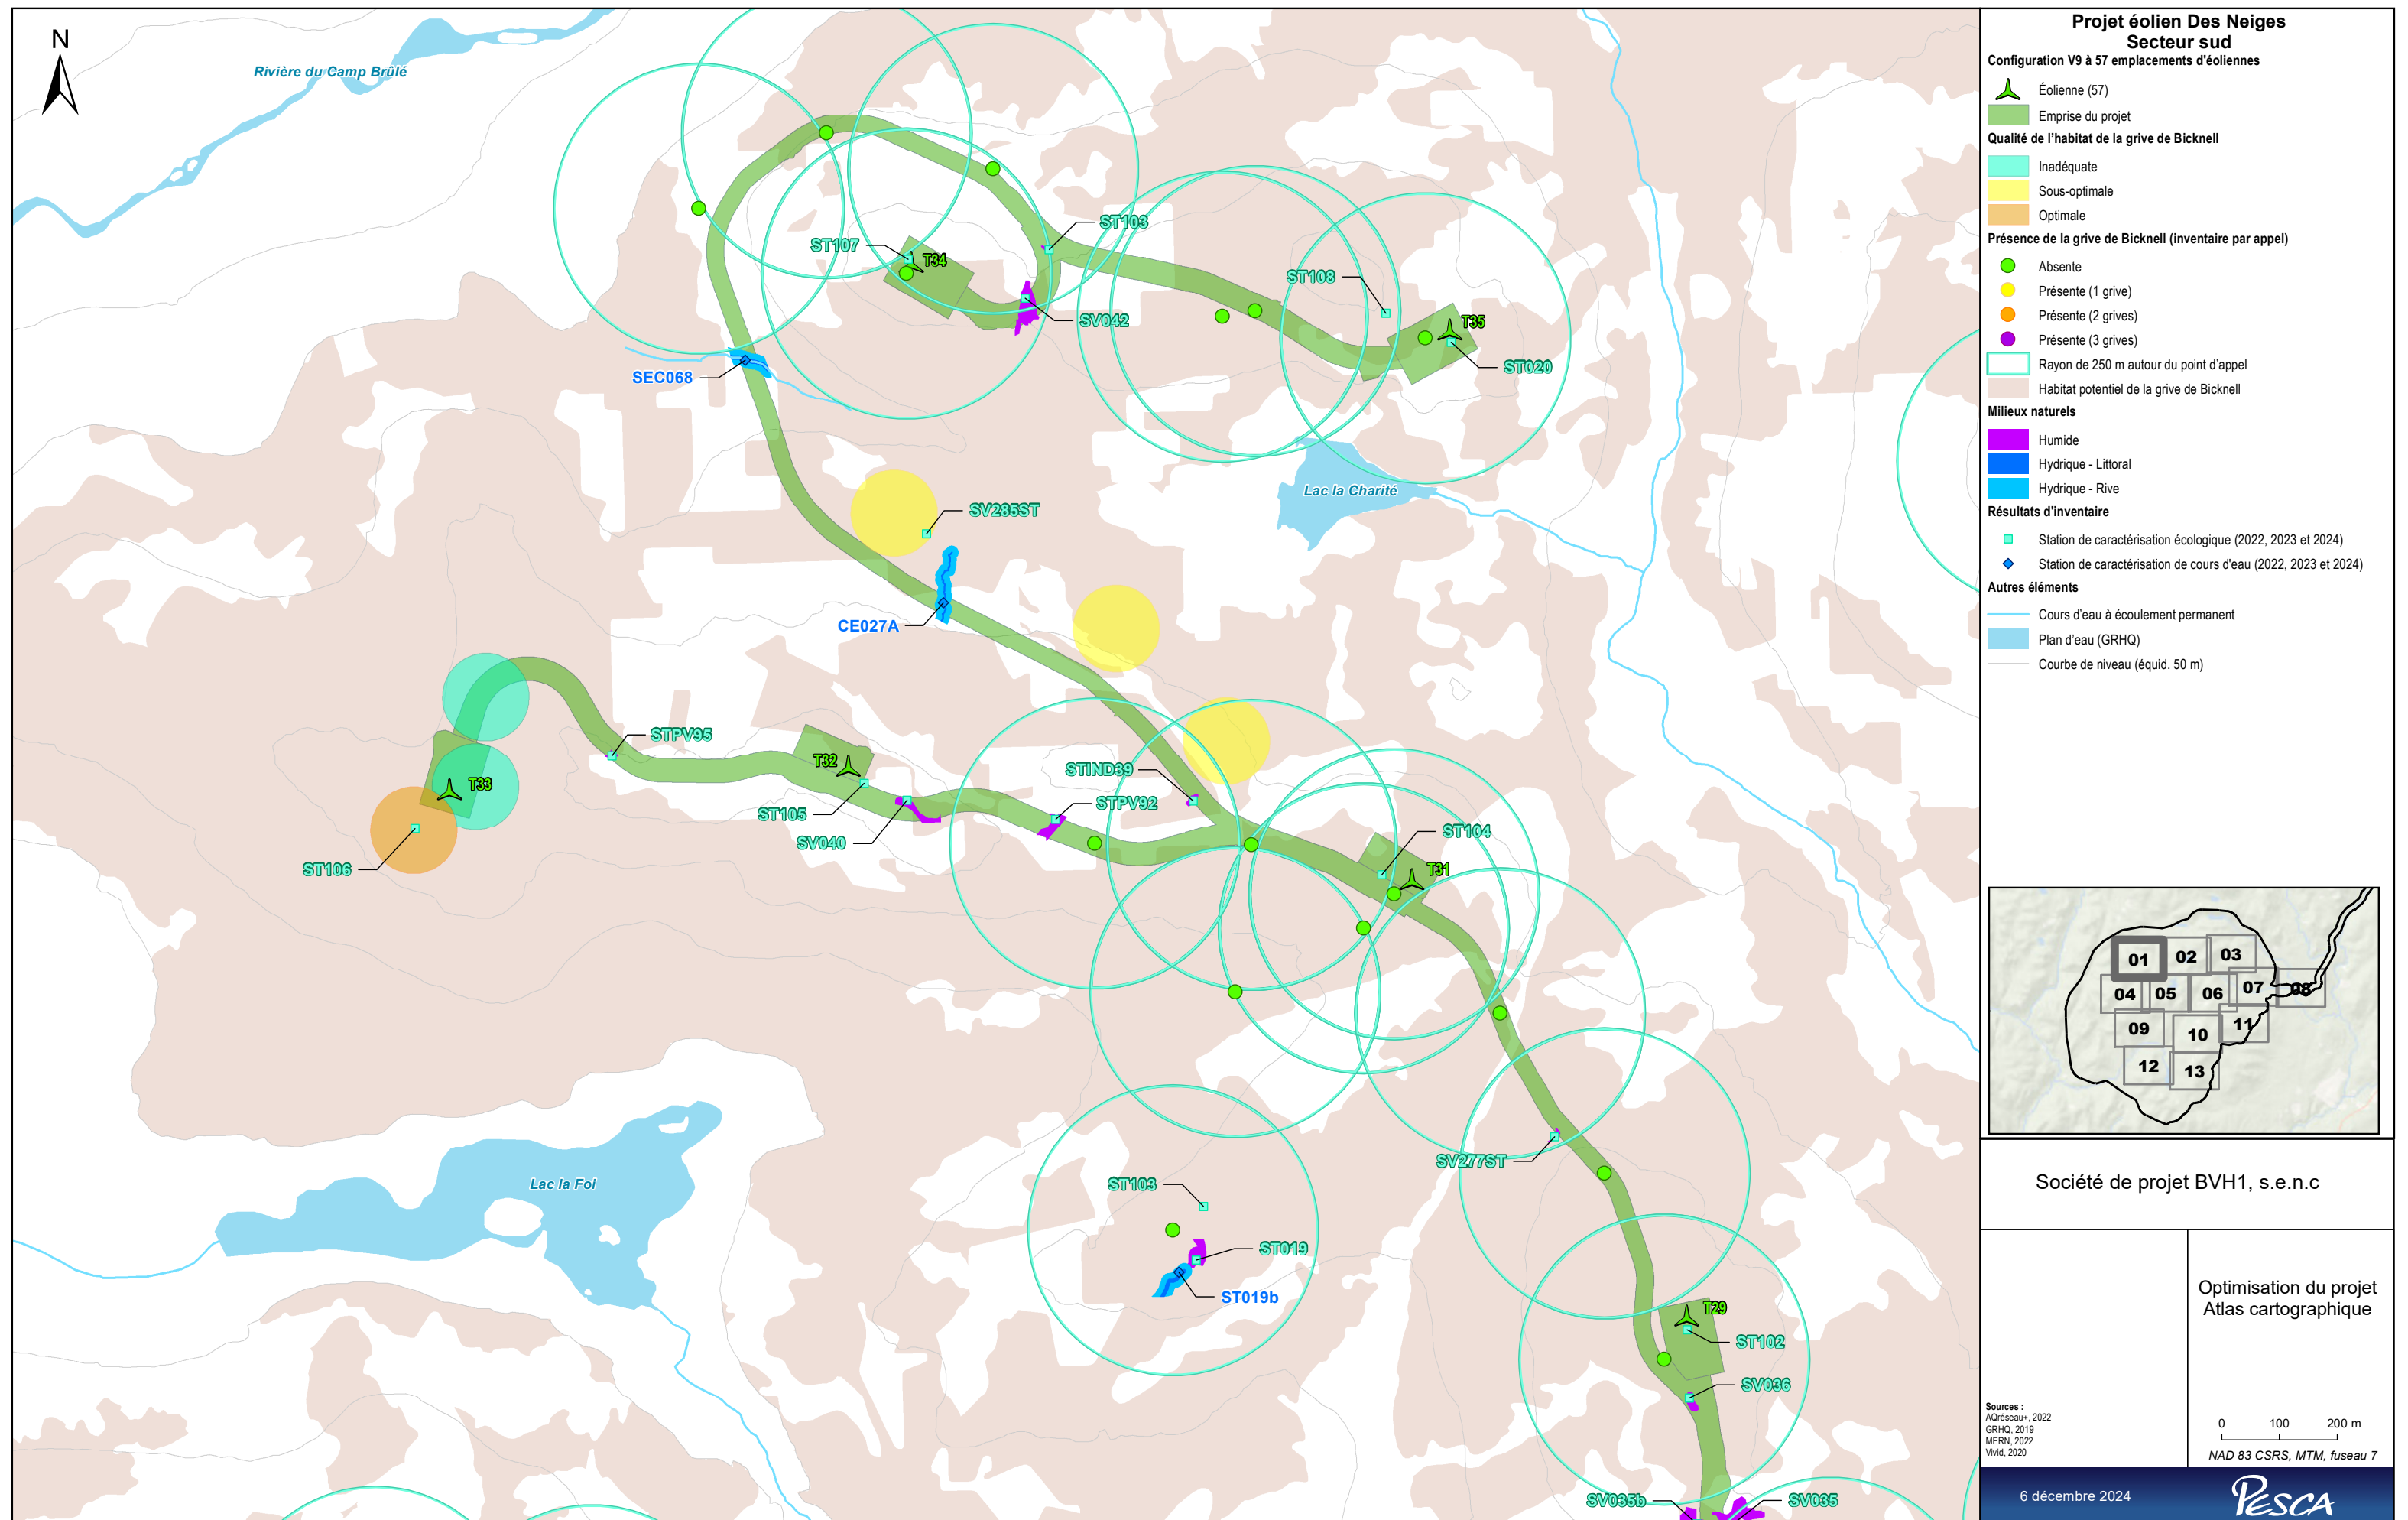 N
Rivière du Camp Brûlé
ST107
T34
ST103
SV042
ST108
T35
ST020
SEC068
Lac la Charité
SV285ST
CE027A
STPV95
T33
ST106
T32
ST105
SV040
STIND39
STPV92
ST104
T31
SV277ST
Lac la Foi
ST103
ST019
ST019b
T29
ST102
SV036
SV035b
SV035
Projet éolien Des Neiges
Secteur sud
Configuration V9 à 57 emplacements d'éoliennes
Éolienne (57)
Emprise du projet
Qualité de l'habitat de la grive de Bicknell
Inadéquate
Sous-optimale
Optimale
Présence de la grive de Bicknell (inventaire par appel)
Absente
Présente (1 grive)
Présente (2 grives)
Présente (3 grives)
Rayon de 250 m autour du point d'appel
Habitat potentiel de la grive de Bicknell
Milieux naturels
Humide
Hydrique - Littoral
Hydrique - Rive
Résultats d'inventaire
Station de caractérisation écologique (2022, 2023 et 2024)
Station de caractérisation de cours d'eau (2022, 2023 et 2024)
Autres éléments
Cours d'eau à écoulement permanent
Plan d'eau (GRHQ)
Courbe de niveau (équid. 50 m)
01 02 03
04 05 06 07 08
09 10 11
12 13
Société de projet BVH1, s.e.n.c
Optimisation du projet
Atlas cartographique
Sources :
AQréseau+, 2022
GRHQ, 2019
MERN, 2022
Vivid, 2020
0 100 200 m
NAD 83 CSRS, MTM, fuseau 7
6 décembre 2024
PESCA